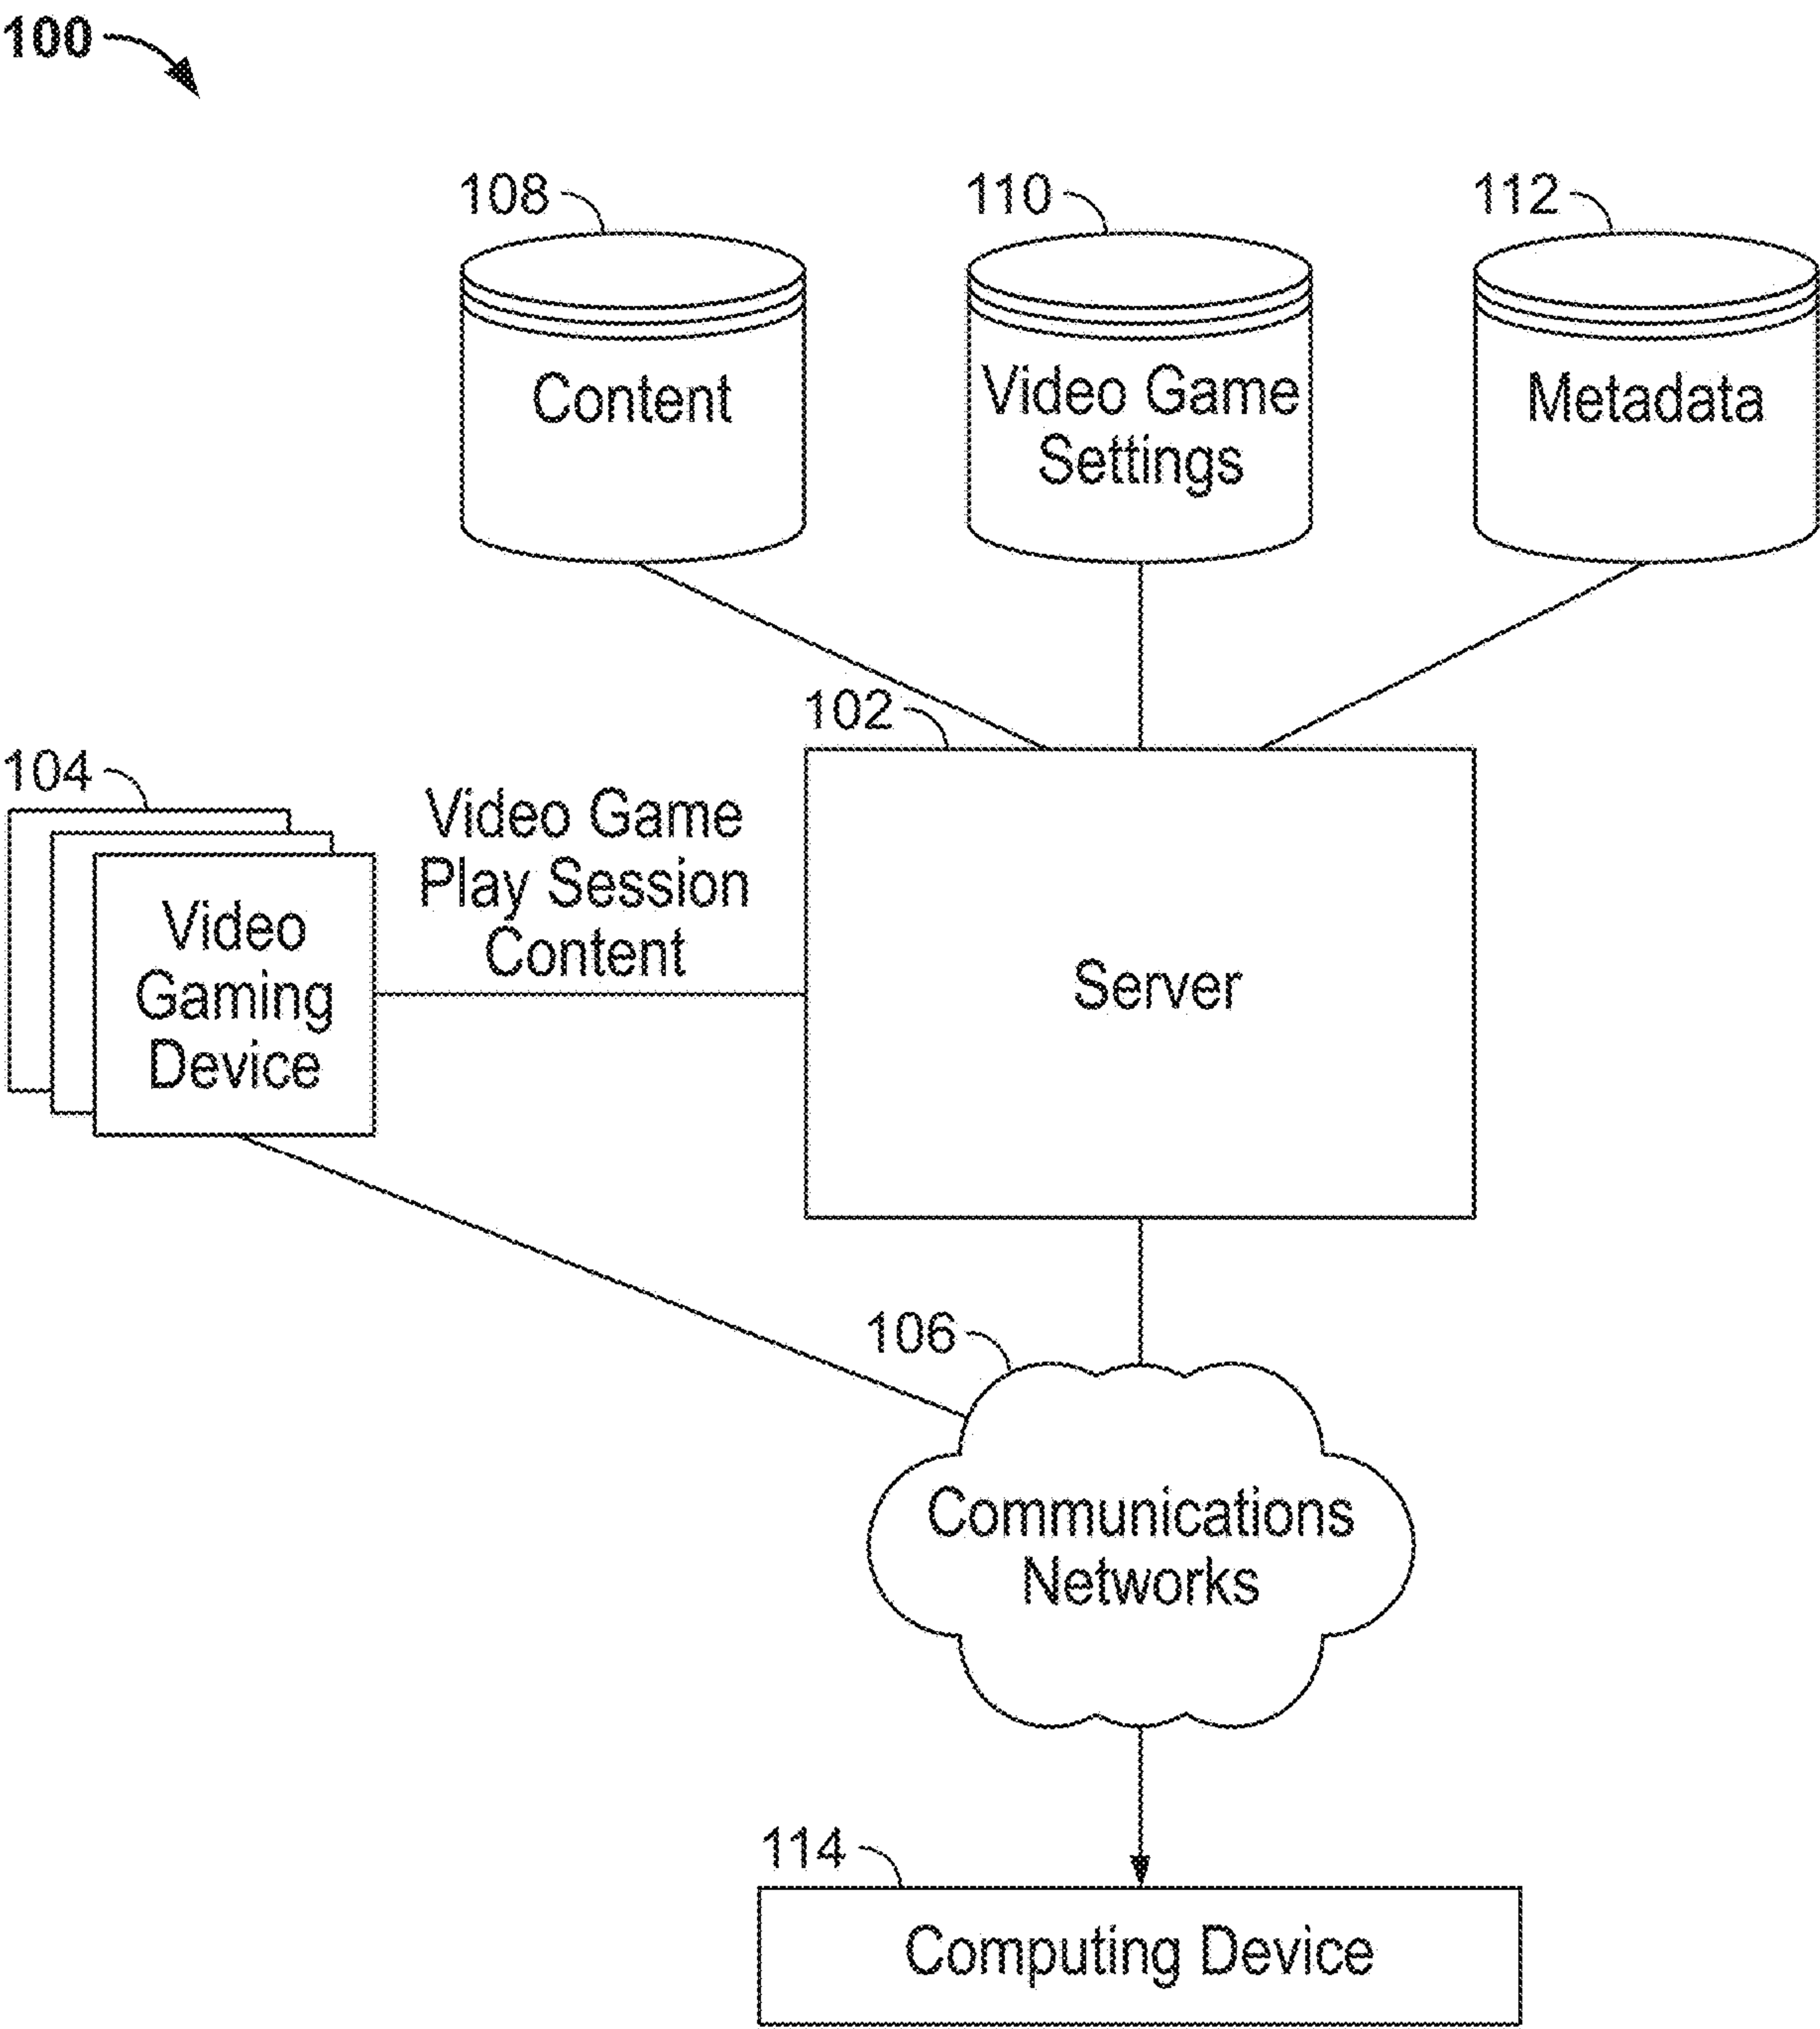 100
108
110
112
Content
Video Game
Settings
Metadata
102
104
Video Game
Play Session
Content
Video
Gaming
Device
Server
106
Communications
Networks
114
Computing Device